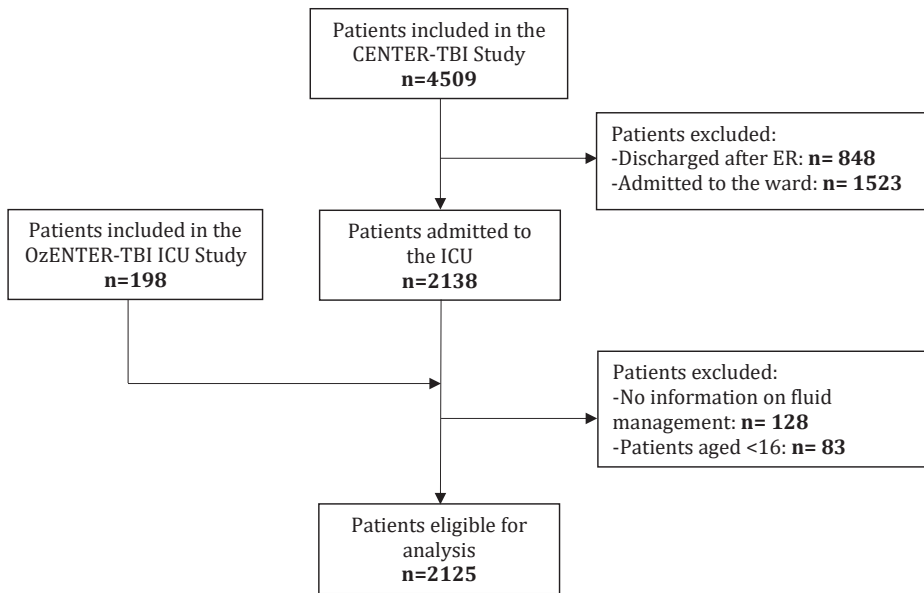 Patients included in the
CENTER-TBI Study
n=4509
Patients excluded:
-Discharged after ER: n= 848
-Admitted to the ward: n= 1523
Patients included in the
OzENTER-TBI ICU Study
n=198
Patients admitted to
the ICU
n=2138
Patients excluded:
-No information on fluid
management: n= 128
-Patients aged <16: n= 83
Patients eligible for
analysis
n=2125